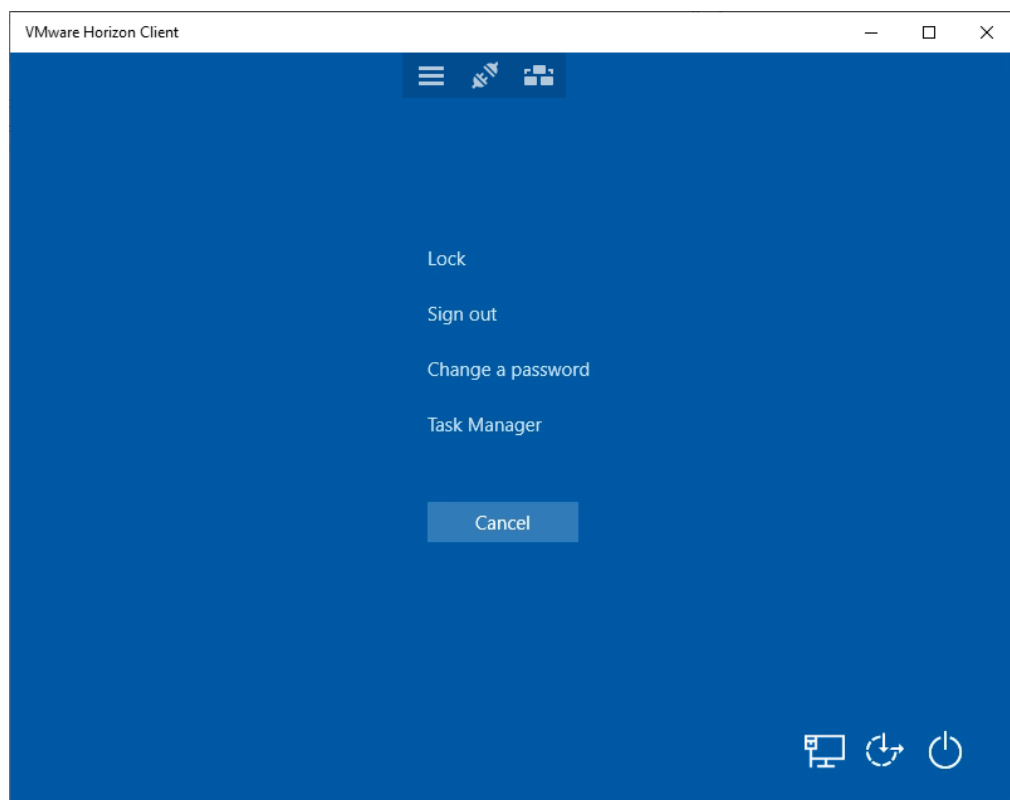 VMware Horizon Client
Lock
Sign out
Change a password
Task Manager
Cancel